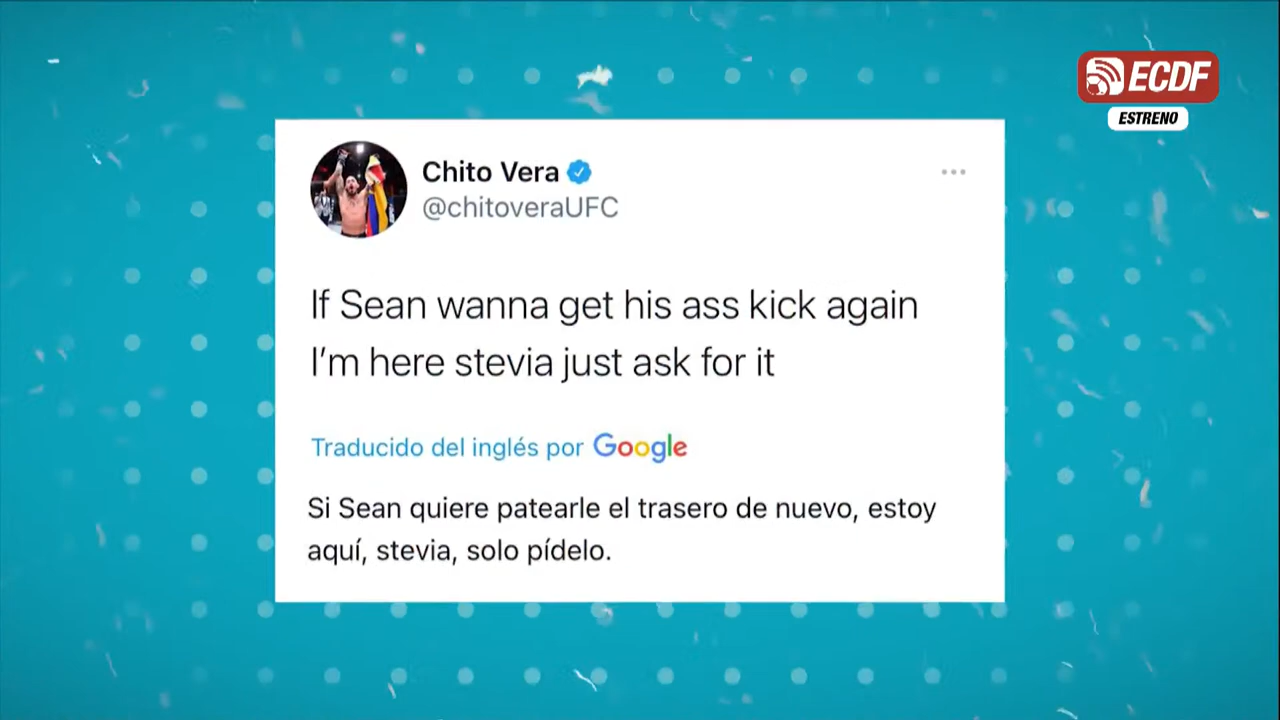 ECDF
ESTRENO
Chito Vera
@chitoveraUFC
If Sean wanna get his ass kick again
I’m here stevia just ask for it
Traducido del inglés por Google
Si Sean quiere patearle el trasero de nuevo, estoy
aquí, stevia, solo pídelo.